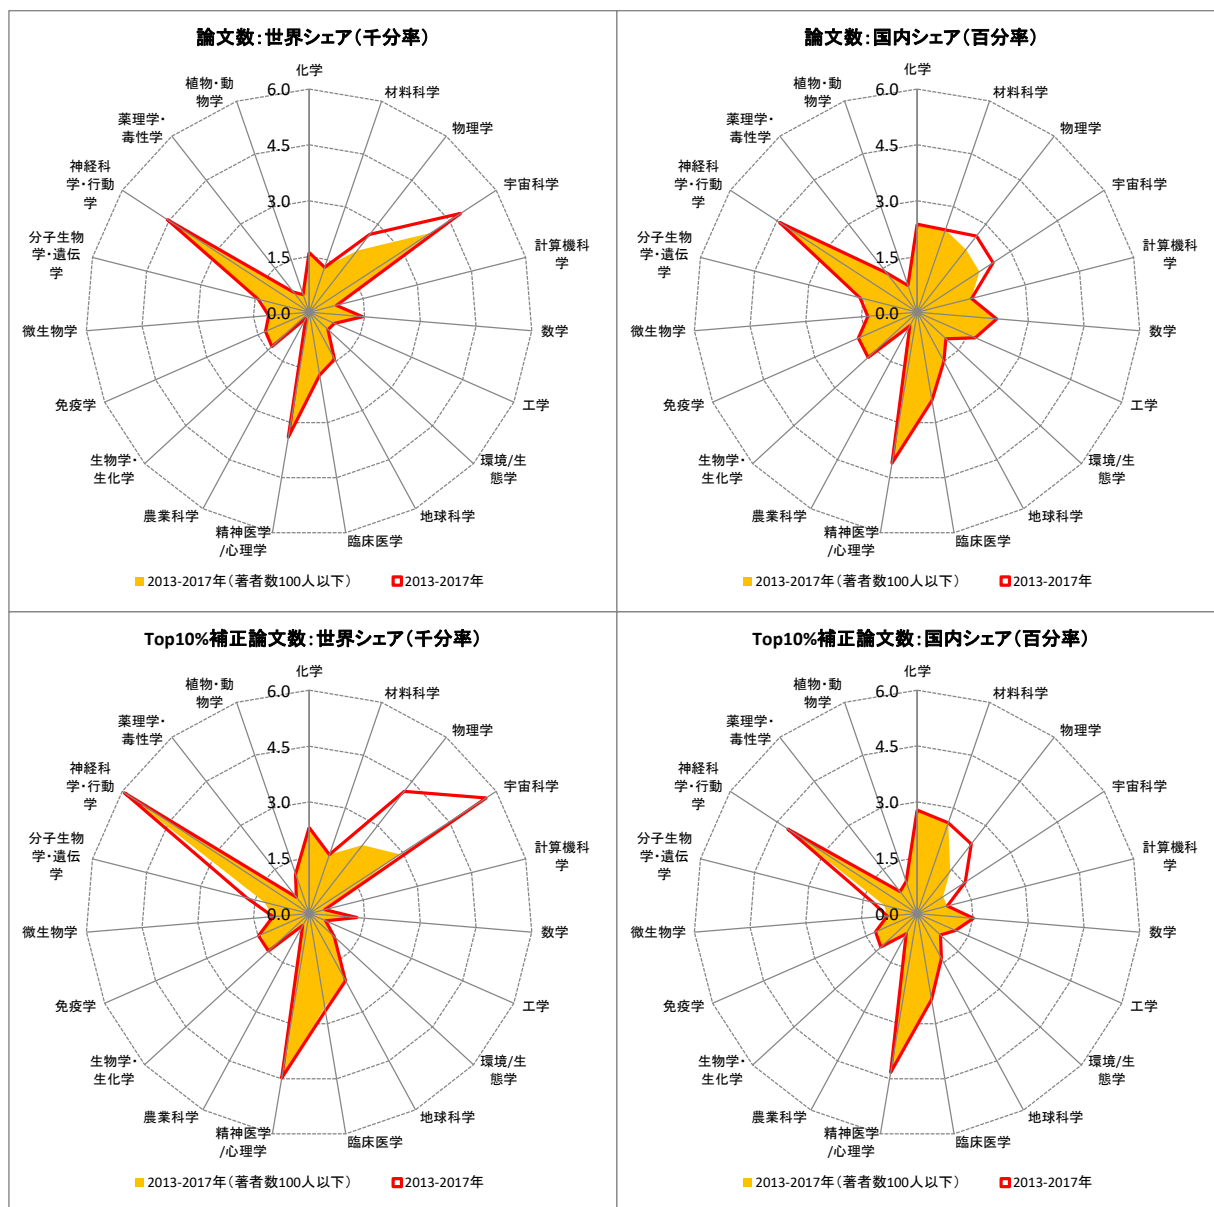 論文数：世界シェア（千分率）
化学
材料科学
物理学
宇宙科学
計算機科
学
数学
工学
環境/生
態学
地球科学
臨床医学
精神医学
/心理学
農業科学
生物学・
生化学
免疫学
微生物学
分子生物
学・遺伝
学
神経科
学・行動
学
薬理学・
毒性学
植物・動
物学
6.0
4.5
3.0
1.5
0.0
2013-2017年（著者数100人以下）
2013-2017年
論文数：国内シェア（百分率）
化学
材料科学
物理学
宇宙科学
計算機科
学
数学
工学
環境/生
態学
地球科学
臨床医学
精神医学
/心理学
農業科学
生物学・
生化学
免疫学
微生物学
分子生物
学・遺伝
学
神経科
学・行動
学
薬理学・
毒性学
植物・動
物学
6.0
4.5
3.0
1.5
0.0
2013-2017年（著者数100人以下）
2013-2017年
Top10%補正論文数：世界シェア（千分率）
化学
材料科学
物理学
宇宙科学
計算機科
学
数学
工学
環境/生
態学
地球科学
臨床医学
精神医学
/心理学
農業科学
生物学・
生化学
免疫学
微生物学
分子生物
学・遺伝
学
神経科
学・行動
学
薬理学・
毒性学
植物・動
物学
6.0
4.5
3.0
1.5
0.0
2013-2017年（著者数100人以下）
2013-2017年
Top10%補正論文数：国内シェア（百分率）
化学
材料科学
物理学
宇宙科学
計算機科
学
数学
工学
環境/生
態学
地球科学
臨床医学
精神医学
/心理学
農業科学
生物学・
生化学
免疫学
微生物学
分子生物
学・遺伝
学
神経科
学・行動
学
薬理学・
毒性学
植物・動
物学
6.0
4.5
3.0
1.5
0.0
2013-2017年（著者数100人以下）
2013-2017年